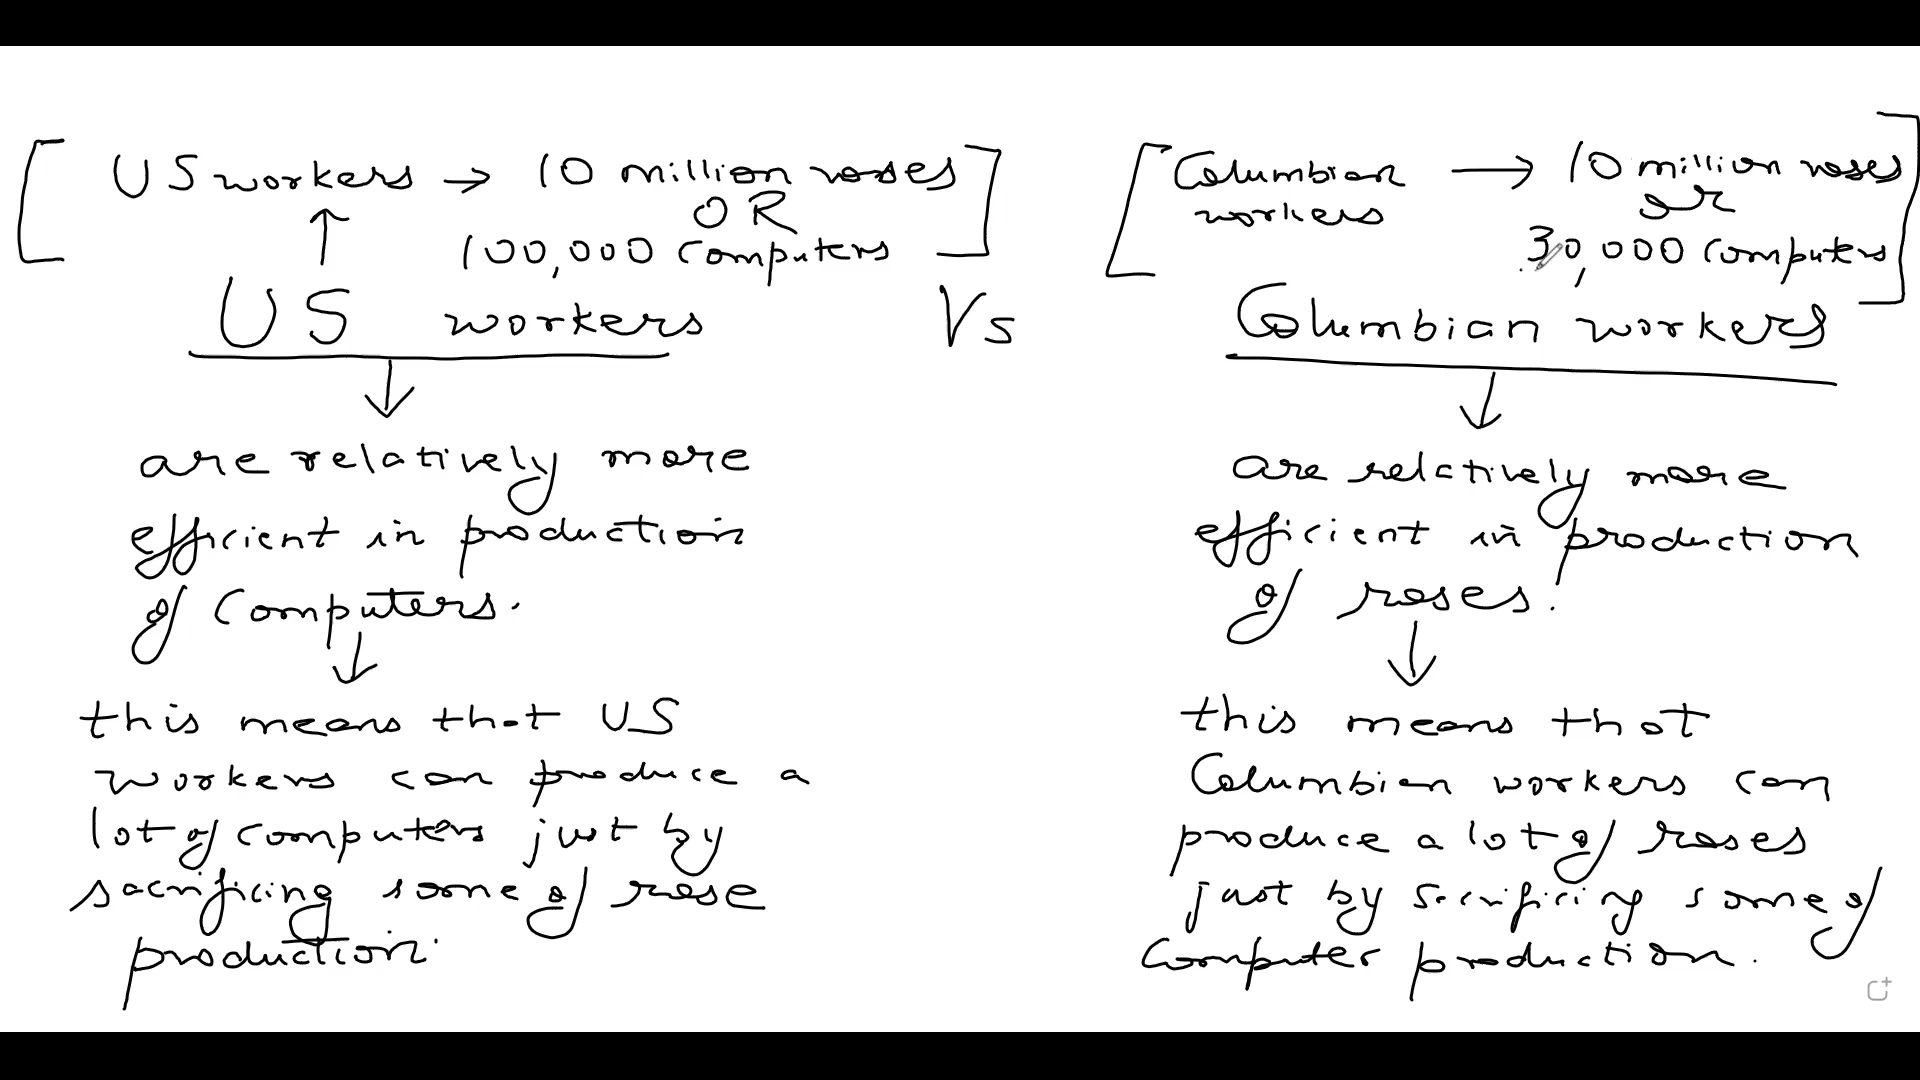 US workers → 10 million roses
OR
100,000 Computers
US workers
are relatively more
efficient in production
of Computers.
this means that US
workers can produce a
lot of computers just by
sacrificing some of rose
production.
Vs
Columbian → 10 million roses
workers
or
30,000 Computers
Columbian workers
are relatively more
efficient in production
of roses.
this means that
Columbian workers can
produce a lot of roses
just by sacrificing some of
Computer production.